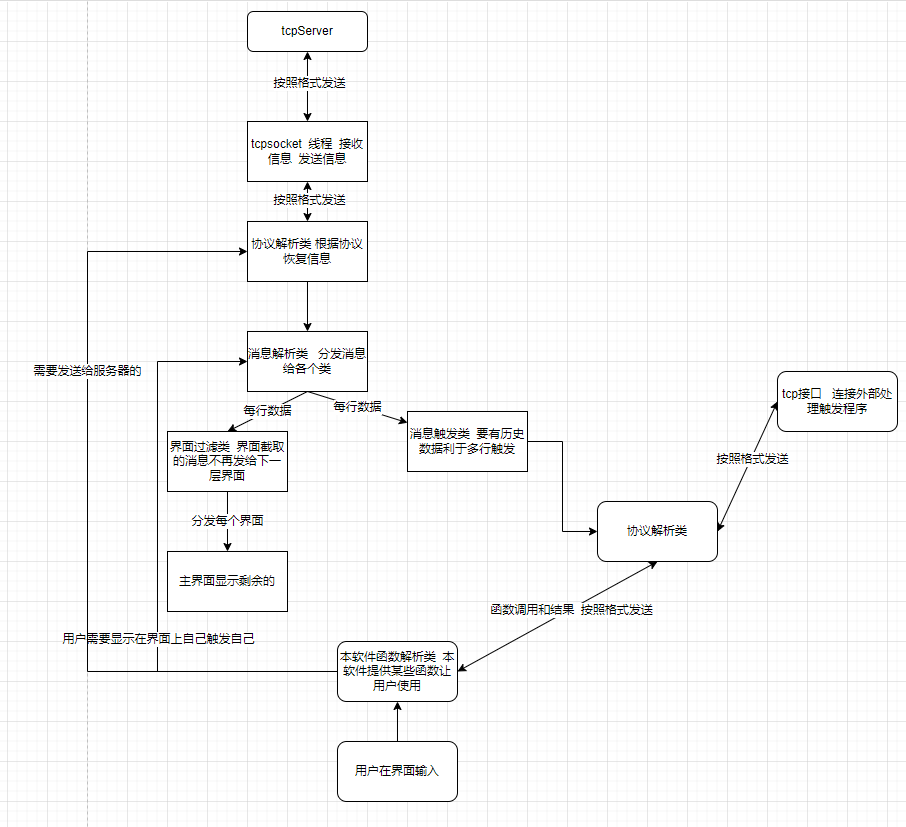 tcpServer
按照格式发送
tcpsocket 线程 接收
信息 发送信息
按照格式发送
协议解析类 根据协议
恢复信息
需要发送给服务器的
消息解析类 分发消息
给各个类
每行数据
每行数据
tcp接口 连接外部处
理触发程序
界面过滤类 界面截取
的消息不再发给下一
层界面
消息触发类 要有历史
数据利于多行触发
按照格式发送
分发每个界面
协议解析类
主界面显示剩余的
函数调用和结果 按照格式发送
用户需要显示在界面上自己触发自己
本软件函数解析类 本
软件提供某些函数让
用户使用
用户在界面输入